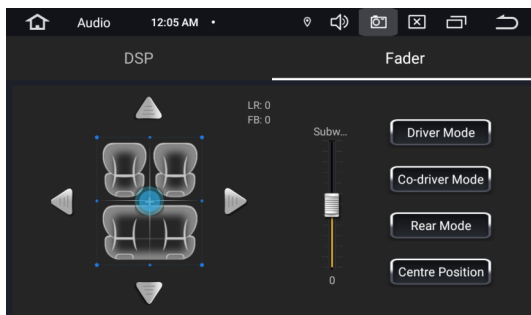 Audio
12:05 AM
DSP
Fader
LR: 0
FB: 0
Subw...
0
Driver Mode
Co-driver Mode
Rear Mode
Centre Position